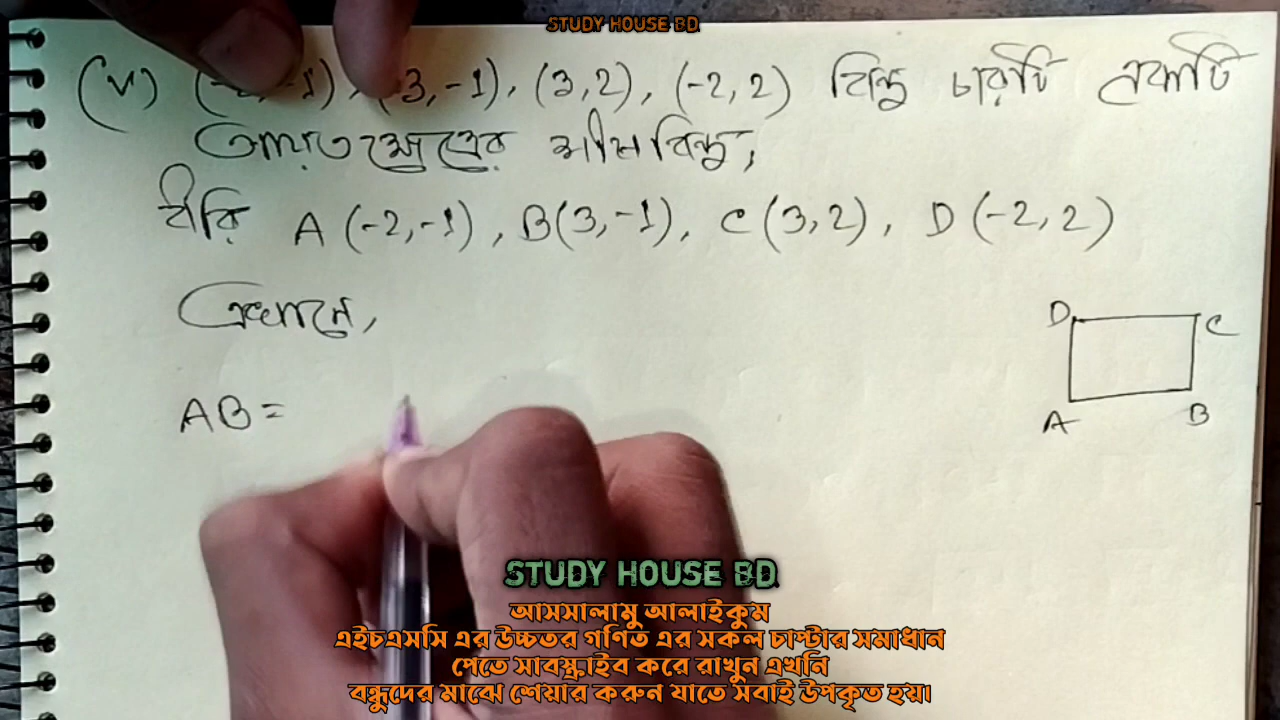 STUDY HOUSE BD
(v) (-2,-1), (3,-1), (3,2), (-2,2) বিন্দু চারটি একটি
আয়তক্ষেত্রের শীর্ষবিন্দু,
ধরি A (-2,-1), B(3,-1), C (3,2), D (-2, 2)
এখানে,
D C
AB =
A B
STUDY HOUSE BD
আসসালামু আলাইকুম
এইচএসসি এর উচ্চতর গণিত এর সকল চাপ্টার সমাধান
পেতে সাবস্ক্রাইব করে রাখুন এখনি
বন্ধুদের মাঝে শেয়ার করুন যাতে সবাই উপকৃত হয়।